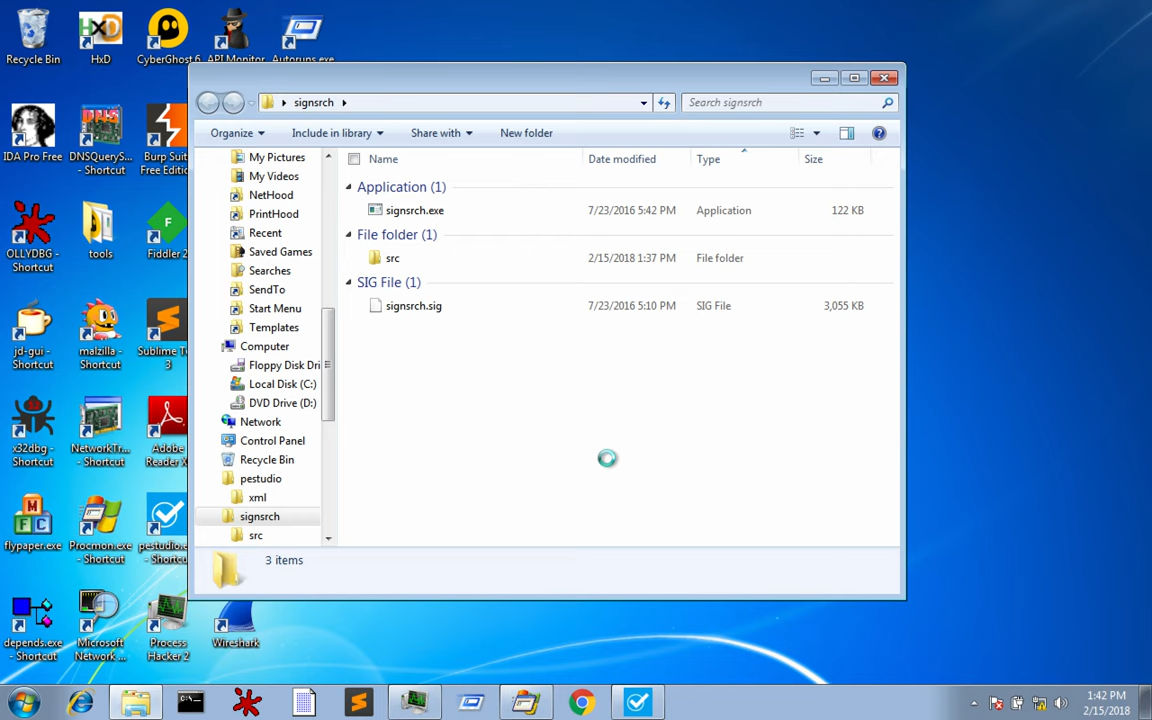 Recycle Bin
HxD
CyberGhost 6
API Monitor
Autoruns.exe
signsrch
Search signsrch
Organize
Include in library
Share with
New folder
IDA Pro Free
DNSQueryS...
- Shortcut
Burp Suit
Free Editio
My Pictures
My Videos
NetHood
PrintHood
Recent
Saved Games
Searches
SendTo
Start Menu
Templates
Computer
Floppy Disk Dri
Local Disk (C:)
DVD Drive (D:)
Network
Control Panel
Recycle Bin
pestudio
xml
signsrch
src
Name
Date modified
Type
Size
Application (1)
signsrch.exe
7/23/2016 5:42 PM
Application
122 KB
File folder (1)
src
2/15/2018 1:37 PM
File folder
SIG File (1)
signsrch.sig
7/23/2016 5:10 PM
SIG File
3,055 KB
3 items
OLLYDBG -
Shortcut
tools
Fiddler 2
jd-gui -
Shortcut
malzilla -
Shortcut
Sublime T
3
x32dbg -
Shortcut
NetworkTr...
- Shortcut
Adobe
Reader X
flypaper.exe
Procmon.exe
- Shortcut
pestudio.e
- Shortcu
depends.exe
- Shortcut
Microsoft
Network ...
Process
Hacker 2
Wireshark
1:42 PM
2/15/2018